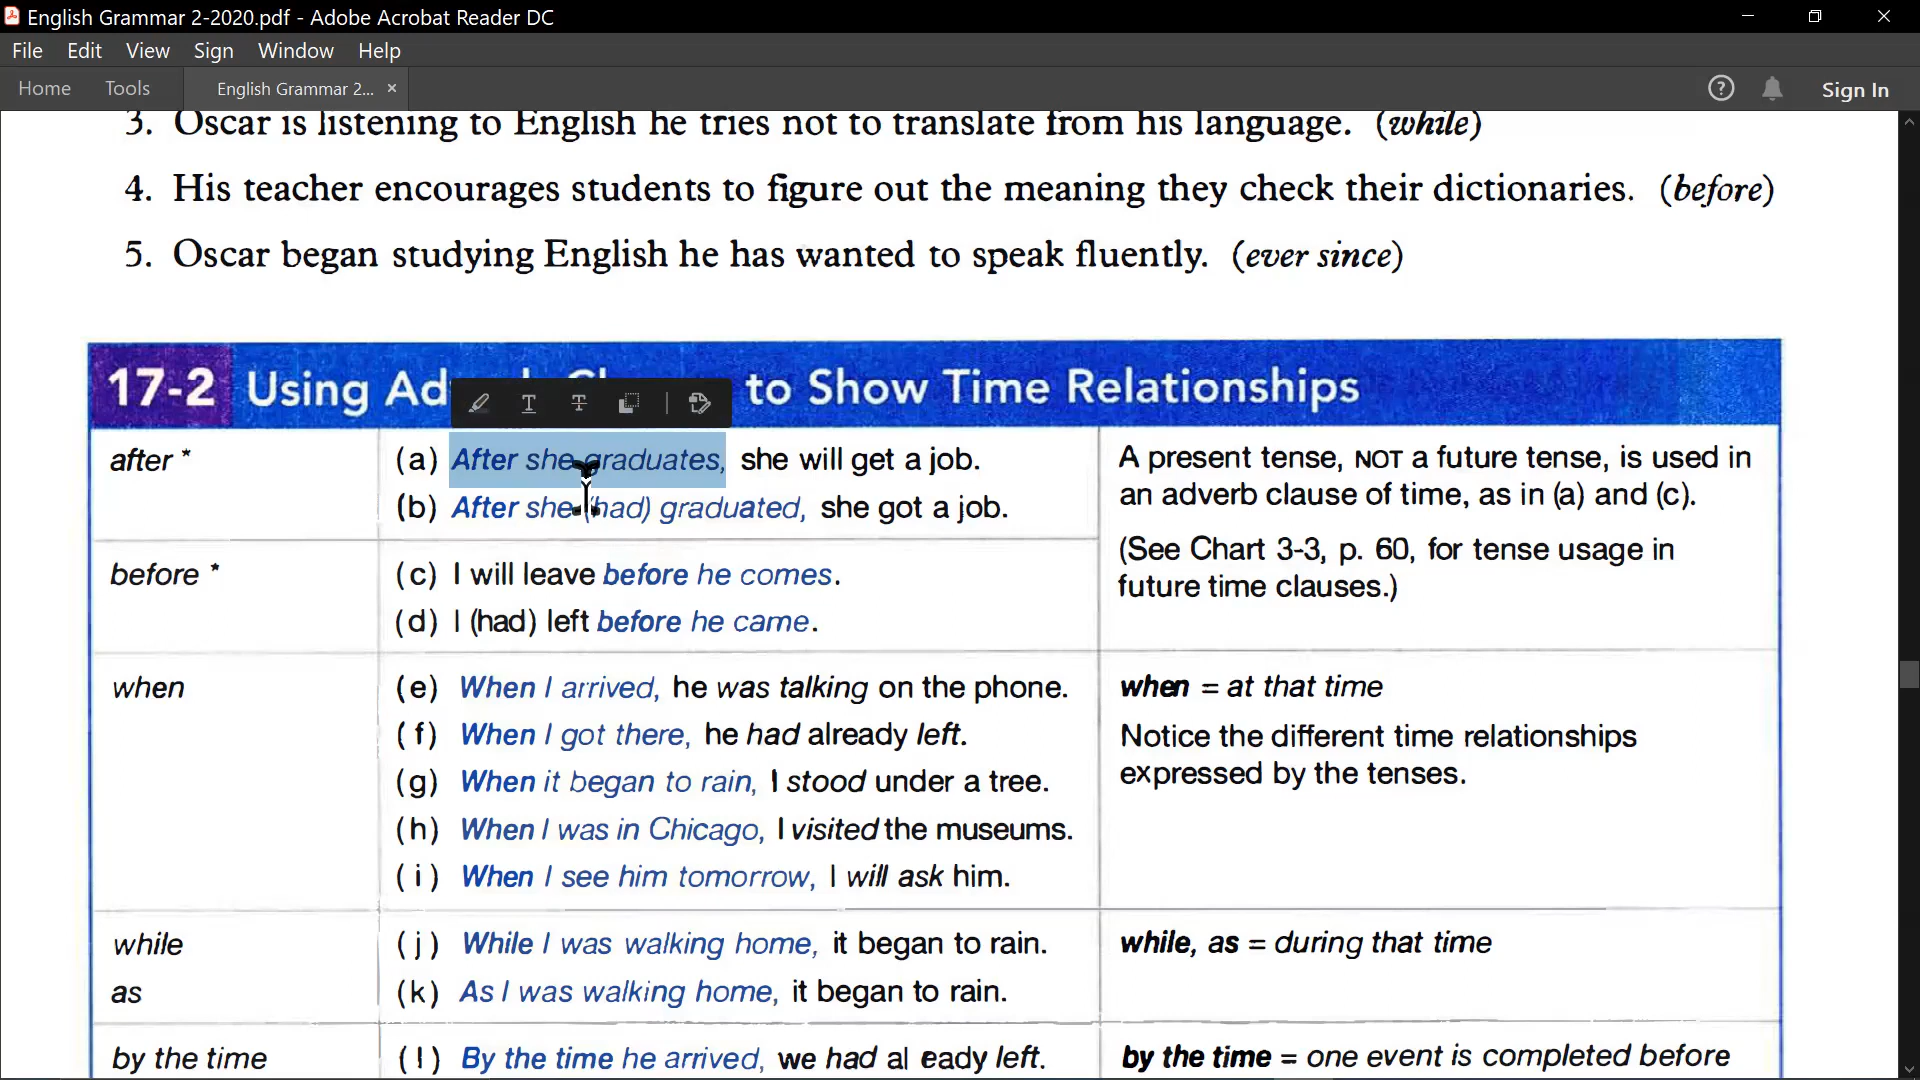 English Grammar 2-2020.pdf - Adobe Acrobat Reader DC
File Edit View Sign Window Help
Home Tools English Grammar 2... × Sign In
3. Oscar is listening to English he tries not to translate from his language. (while)
4. His teacher encourages students to figure out the meaning they check their dictionaries. (before)
5. Oscar began studying English he has wanted to speak fluently. (ever since)
17-2 Using to Show Time Relationships
after *
(a) After she graduates, she will get a job.
(b) After she (had) graduated, she got a job.
A present tense, NOT a future tense, is used in
an adverb clause of time, as in (a) and (c).
(See Chart 3-3, p. 60, for tense usage in
future time clauses.)
before *
(c) I will leave before he comes.
(d) I (had) left before he came.
when
(e) When I arrived, he was talking on the phone.
(f) When I got there, he had already left.
(g) When it began to rain, I stood under a tree.
(h) When I was in Chicago, I visited the museums.
(i) When I see him tomorrow, I will ask him.
when = at that time
Notice the different time relationships
expressed by the tenses.
while
as
(j) While I was walking home, it began to rain.
(k) As I was walking home, it began to rain.
while, as = during that time
by the time
(l) By the time he arrived, we had al eady left.
by the time = one event is completed before